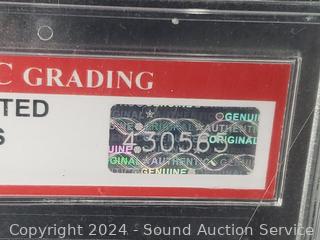 C GRADING
TED
S
GENUINE
AUTHENTIC
430565
GENUINE
ORIGINAL
ORIGINAL
AUTHENTIC
GENUINE
Copyright 2024 - Sound Auction Service